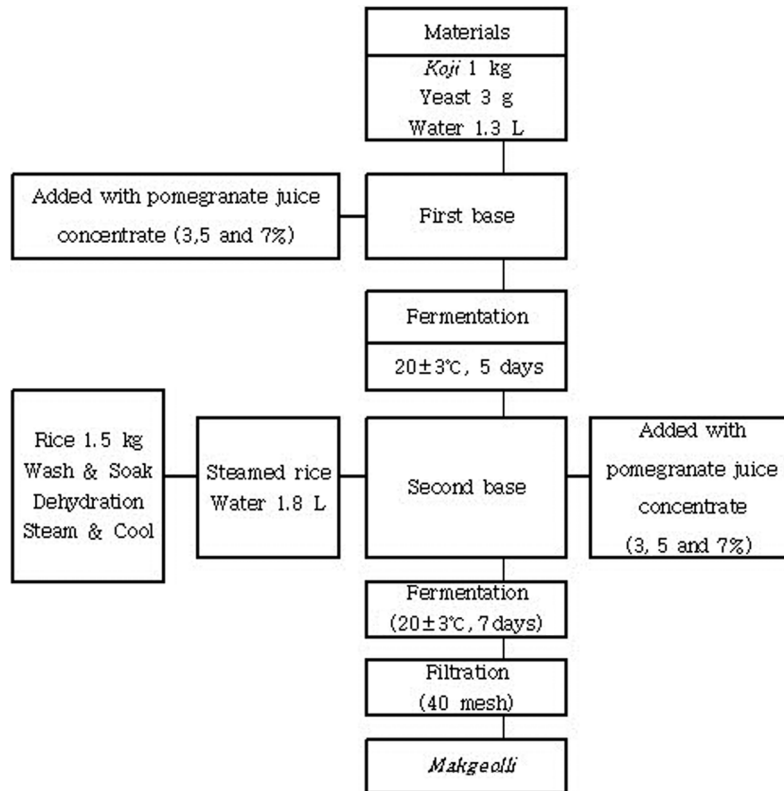 Materials
Koji 1 kg
Yeast 3 g
Water 1.3 L
Added with pomegranate juice
concentrate (3,5 and 7%)
First base
Fermentation
20±3℃, 5 days
Rice 1.5 kg
Wash & Soak
Dehydration
Steam & Cool
Steamed rice
Water 1.8 L
Second base
Added with
pomegranate juice
concentrate
(3, 5 and 7%)
Fermentation
(20±3℃, 7days)
Filtration
(40 mesh)
Makgeolli